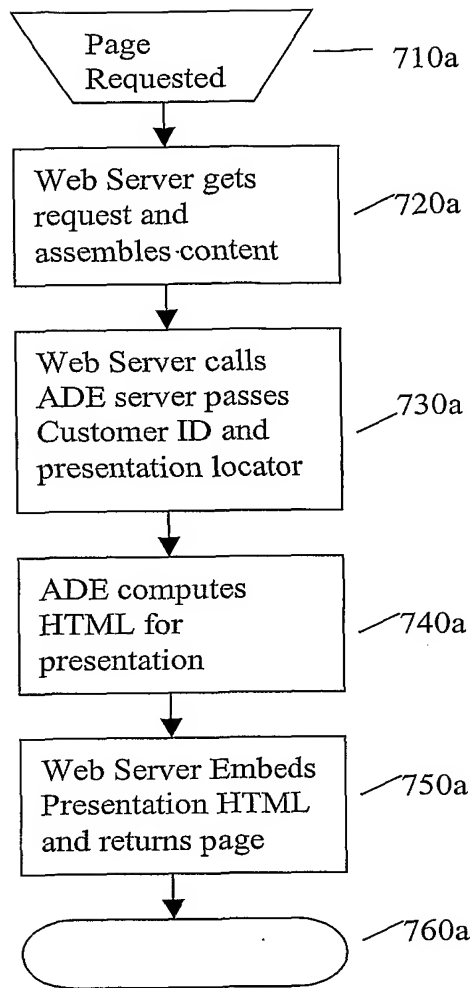 Page
Requested
710a
Web Server gets
request and
assembles content
720a
Web Server calls
ADE server passes
Customer ID and
presentation locator
730a
ADE computes
HTML for
presentation
740a
Web Server Embeds
Presentation HTML
and returns page
750a
760a